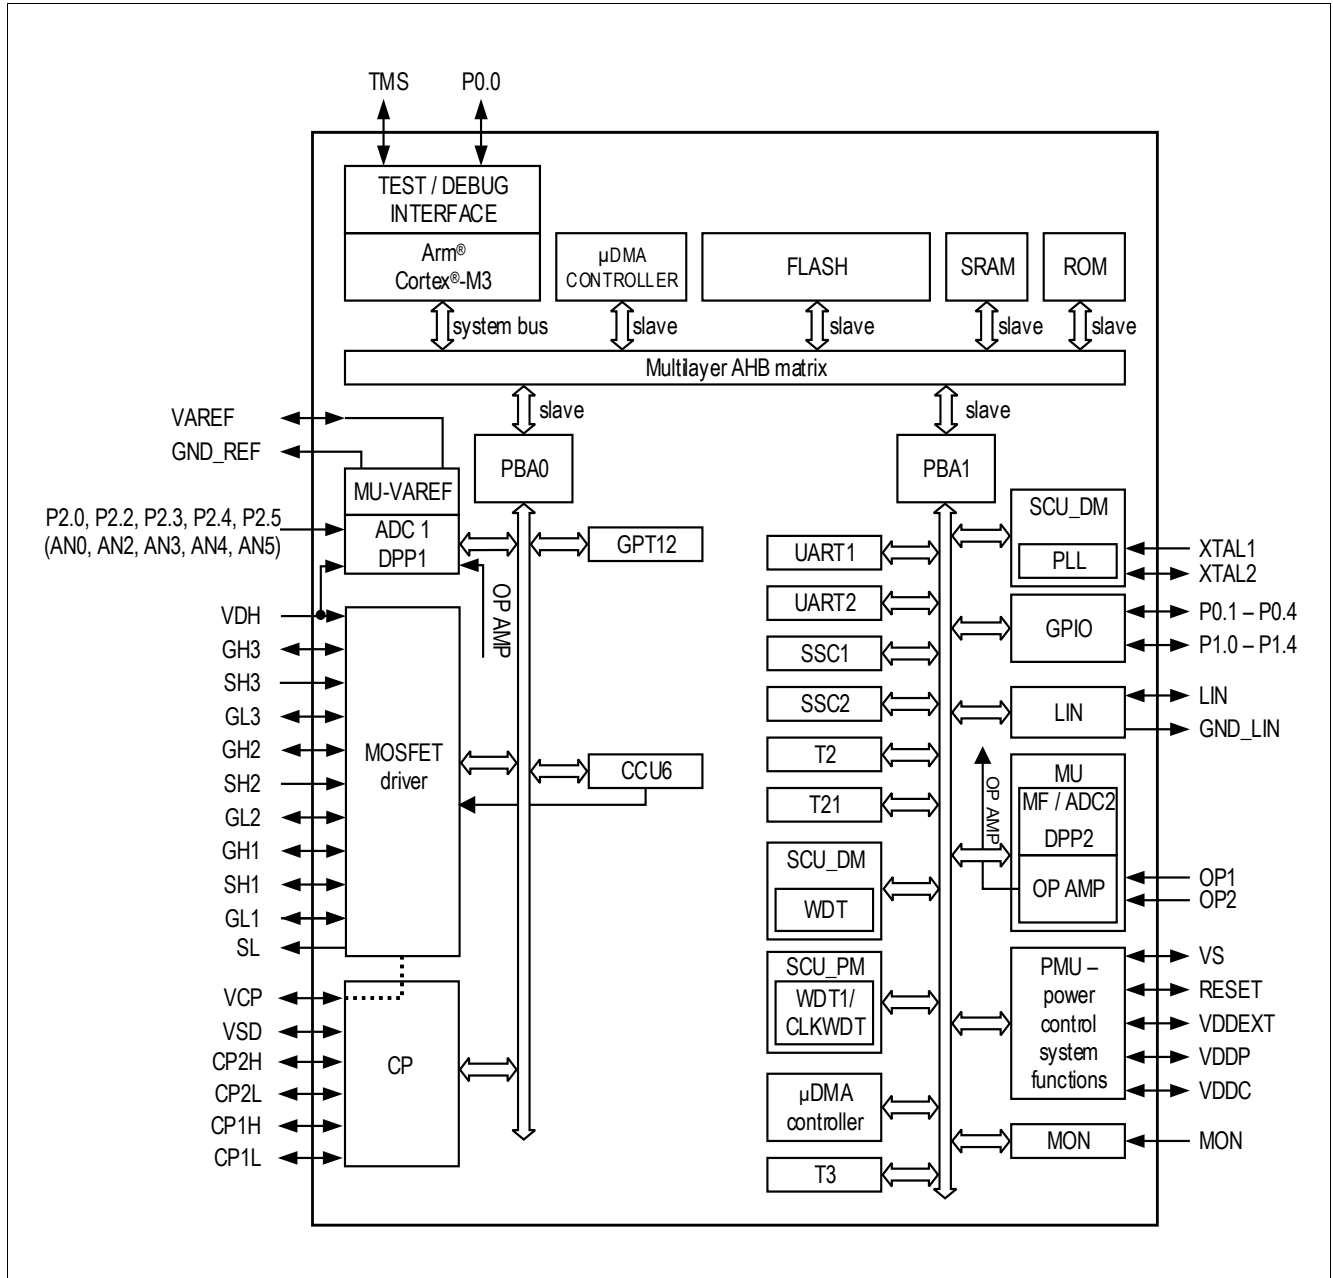 TMS
P0.0
TEST / DEBUG
INTERFACE
Arm®
Cortex®-M3
µDMA
CONTROLLER
FLASH
SRAM
ROM
system bus
slave
slave
slave
slave
Multilayer AHB matrix
slave
slave
VAREF
GND_REF
PBA0
PBA1
MU-VAREF
P2.0, P2.2, P2.3, P2.4, P2.5
(AN0, AN2, AN3, AN4, AN5)
ADC 1
DPP1
GPT12
OP AMP
VDH
GH3
SH3
GL3
GH2
SH2
GL2
GH1
SH1
GL1
SL
MOSFET
driver
CCU6
VCP
VSD
CP2H
CP2L
CP1H
CP1L
CP
UART1
UART2
SSC1
SSC2
T2
T21
SCU_DM
WDT
SCU_PM
WDT1/
CLKWDT
µDMA
controller
T3
SCU_DM
PLL
XTAL1
XTAL2
GPIO
P0.1 – P0.4
P1.0 – P1.4
LIN
LIN
GND_LIN
OP AMP
MU
MF / ADC2
DPP2
OP AMP
OP1
OP2
PMU –
power
control
system
functions
VS
RESET
VDDEXT
VDDP
VDDC
MON
MON